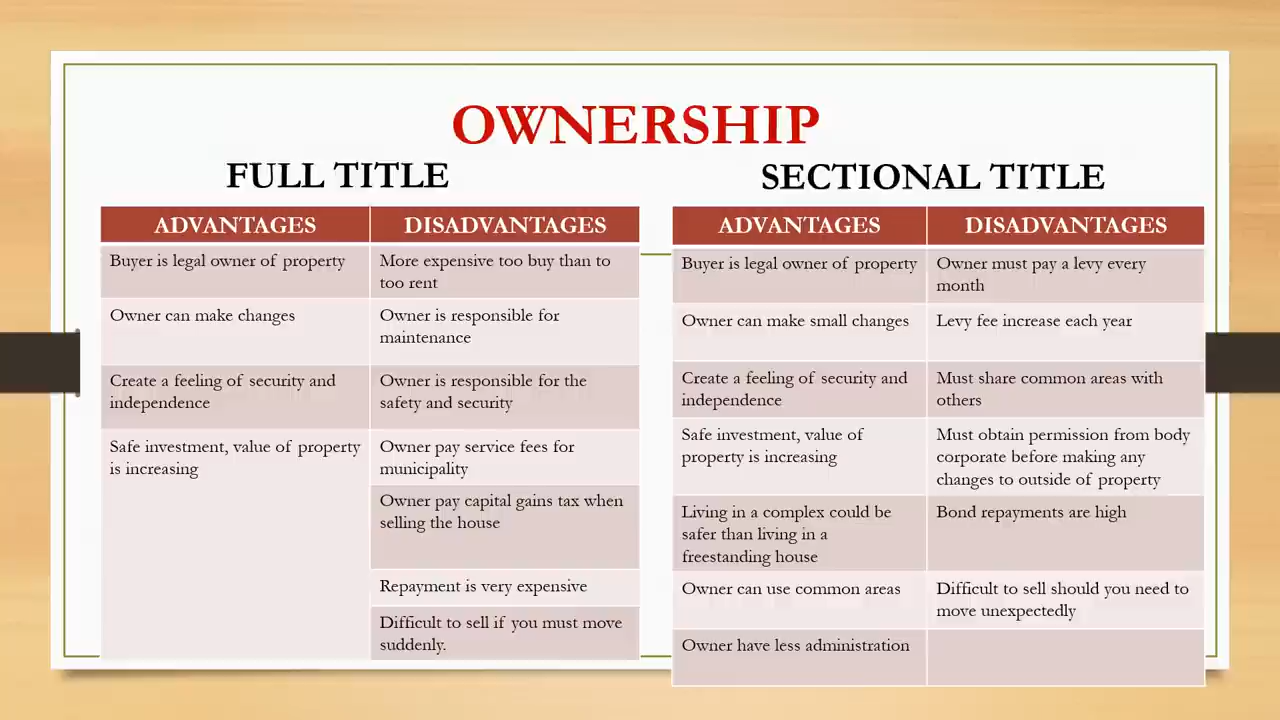 OWNERSHIP
FULL TITLE
ADVANTAGES
DISADVANTAGES
Buyer is legal owner of property
More expensive too buy than to
too rent
Owner can make changes
Owner is responsible for
maintenance
Create a feeling of security and
independence
Owner is responsible for the
safety and security
Safe investment, value of property
is increasing
Owner pay service fees for
municipality
Owner pay capital gains tax when
selling the house
Repayment is very expensive
Difficult to sell if you must move
suddenly.
SECTIONAL TITLE
ADVANTAGES
DISADVANTAGES
Buyer is legal owner of property
Owner must pay a levy every
month
Owner can make small changes
Levy fee increase each year
Create a feeling of security and
independence
Must share common areas with
others
Safe investment, value of
property is increasing
Must obtain permission from body
corporate before making any
changes to outside of property
Living in a complex could be
safer than living in a
freestanding house
Bond repayments are high
Owner can use common areas
Difficult to sell should you need to
move unexpectedly
Owner have less administration